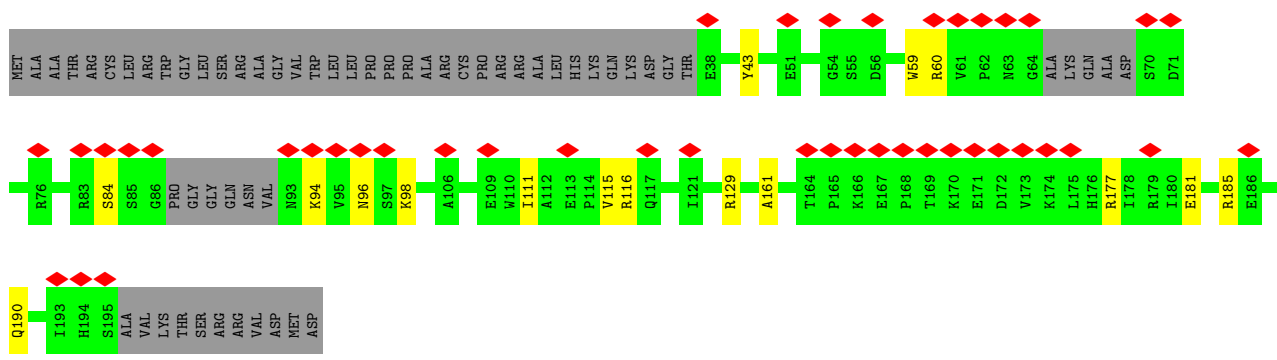 MET ALA ALA THR ARG CYS LEU ARG TRP GLY LEU SER ARG ALA GLY VAL TRP LEU LEU PRO PRO PRO ALA ARG CYS PRO ARG ARG ALA LEU HIS LYS GLN LYS ASP GLY THR E38 Y43 E51 G54 S55 D56 W59 R60 V61 P62 N63 G64 ALA LYS GLN ALA ASP S70 D71
R76 R83 S84 S85 G86 PRO GLY GLY GLN ASN VAL N93 K94 V95 N96 S97 K98 A106 E109 W110 I111 A112 E113 P114 V115 R116 Q117 I121 R129 A161 T164 P165 K166 E167 P168 T169 K170 E171 D172 V173 K174 L175 H176 R177 I178 R179 I180 E181 R185 E186
Q190 I193 H194 S195 ALA VAL LYS THR SER ARG ARG VAL ASP MET ASP